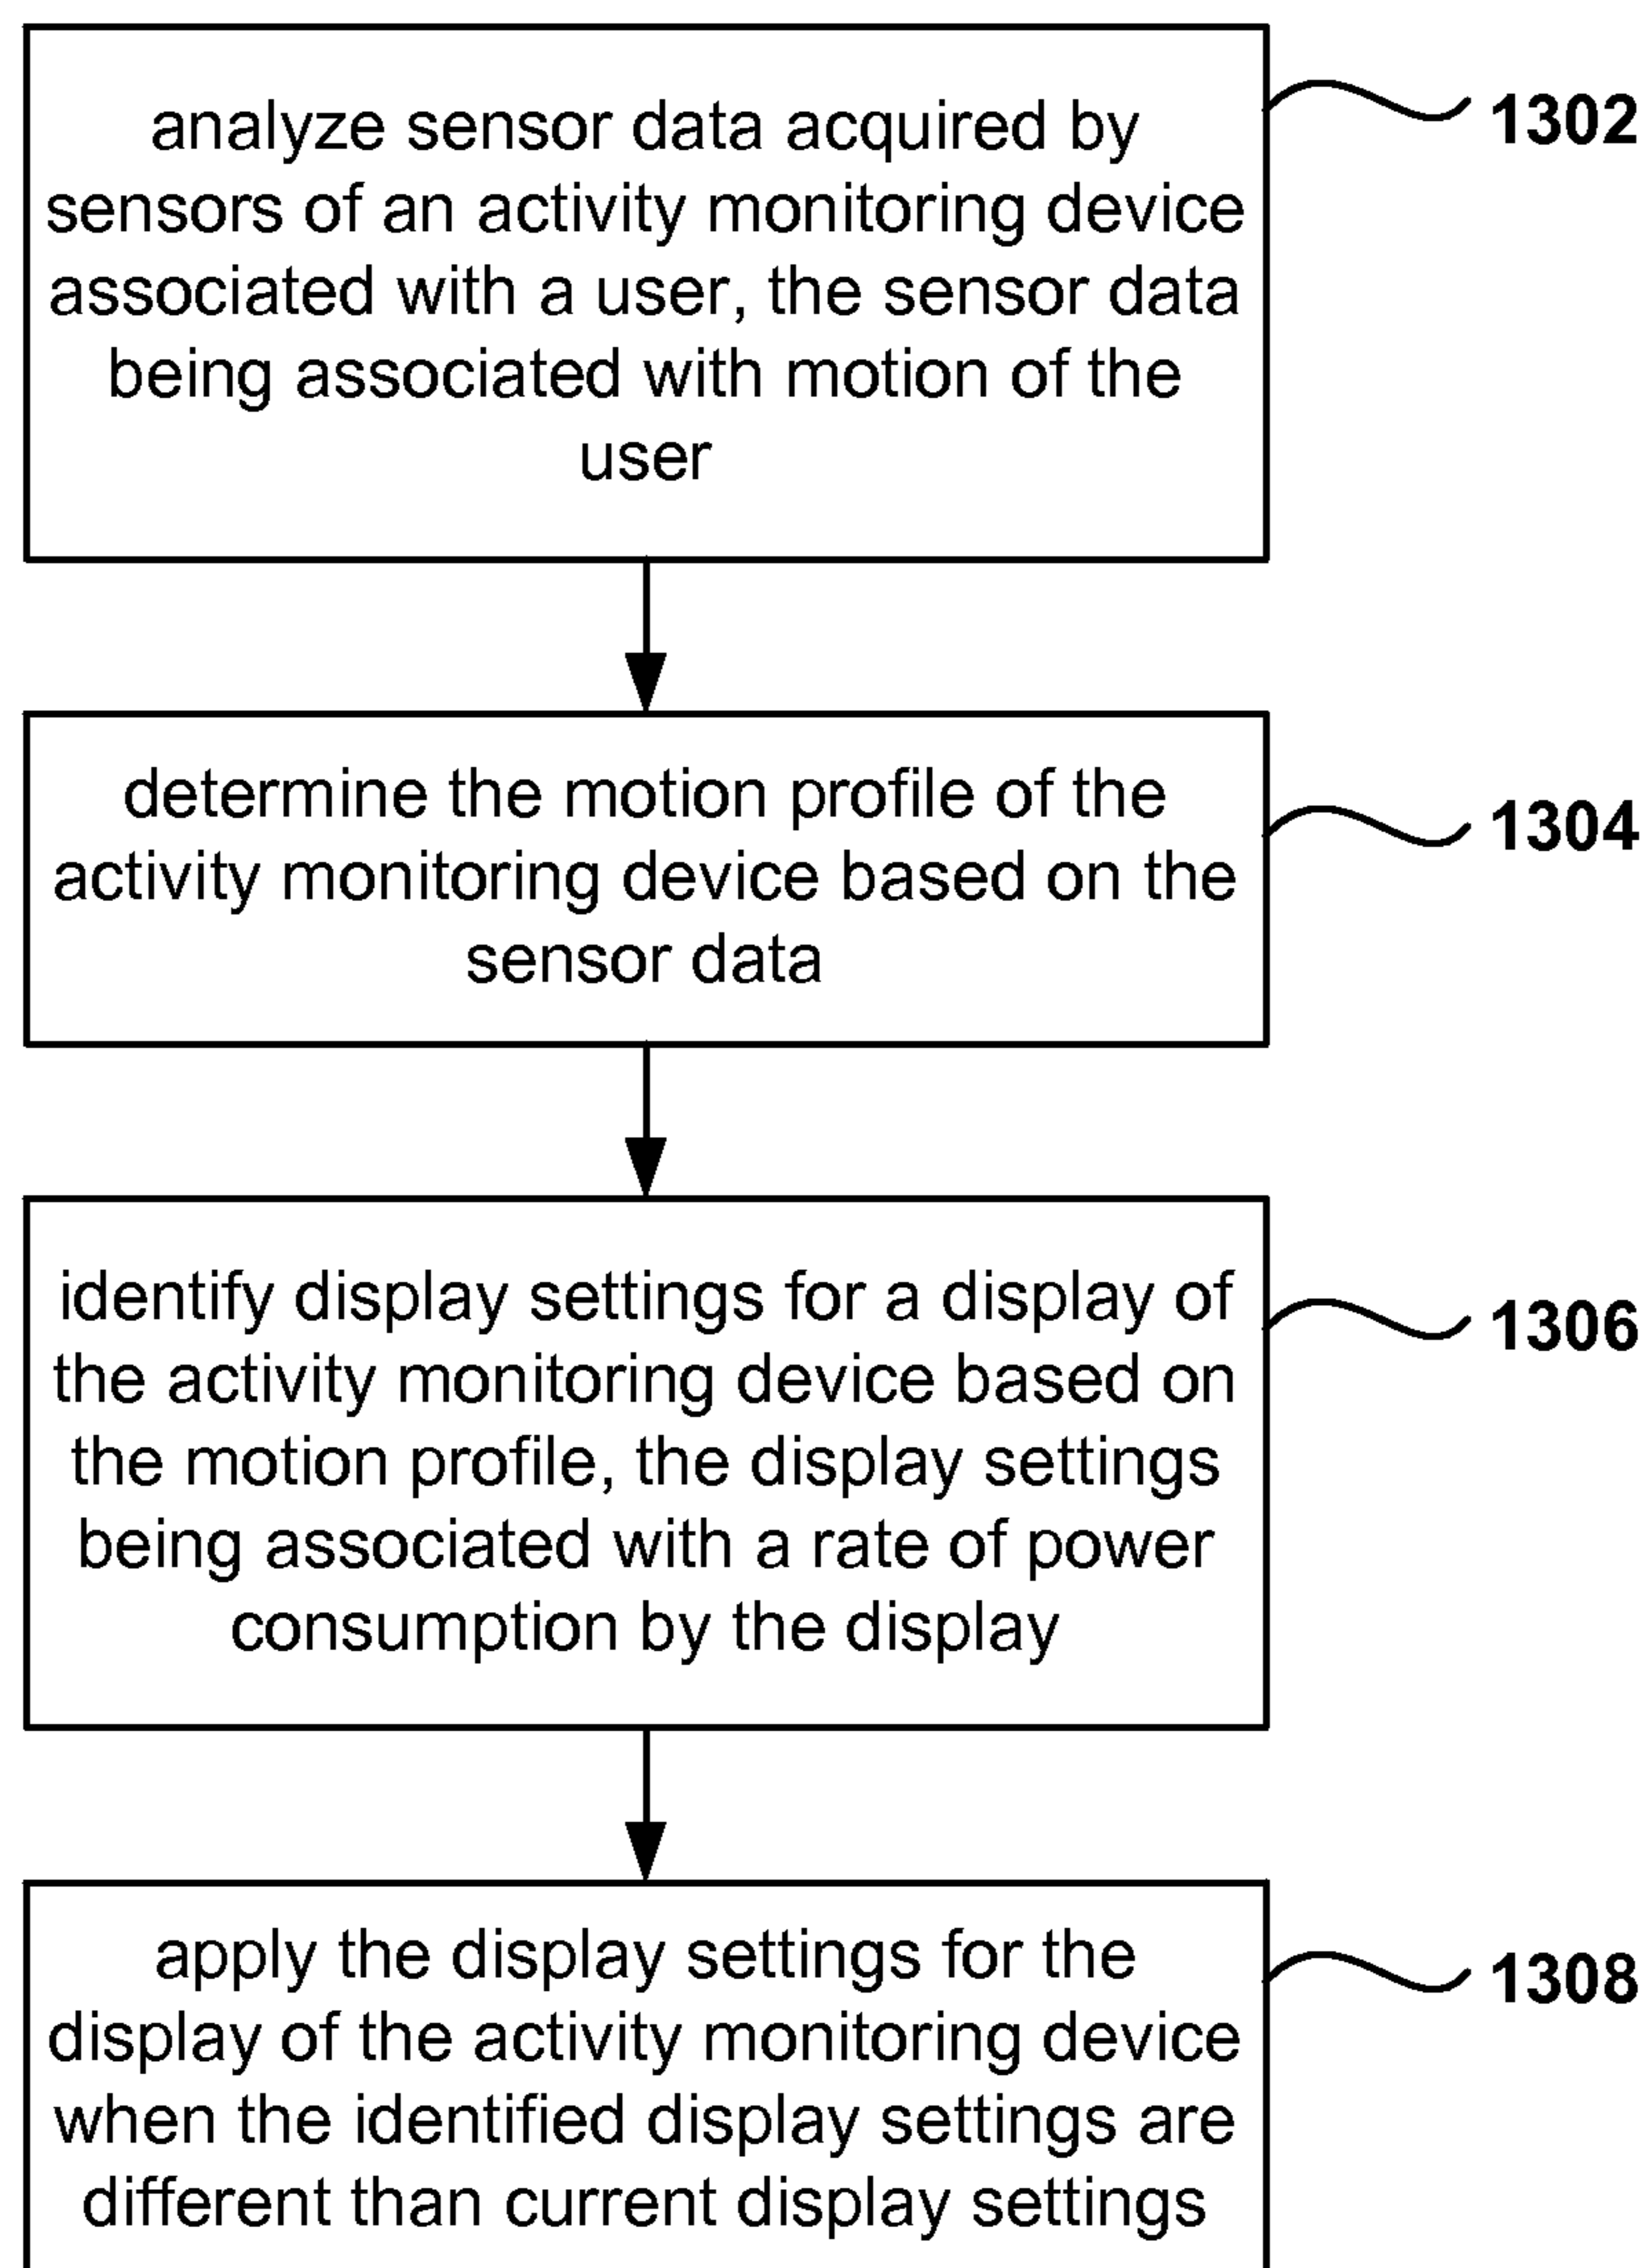 analyze sensor data acquired by
sensors of an activity monitoring device
associated with a user, the sensor data
being associated with motion of the
user
1302
determine the motion profile of the
activity monitoring device based on the
sensor data
1304
identify display settings for a display of
the activity monitoring device based on
the motion profile, the display settings
being associated with a rate of power
consumption by the display
1306
apply the display settings for the
display of the activity monitoring device
when the identified display settings are
different than current display settings
1308